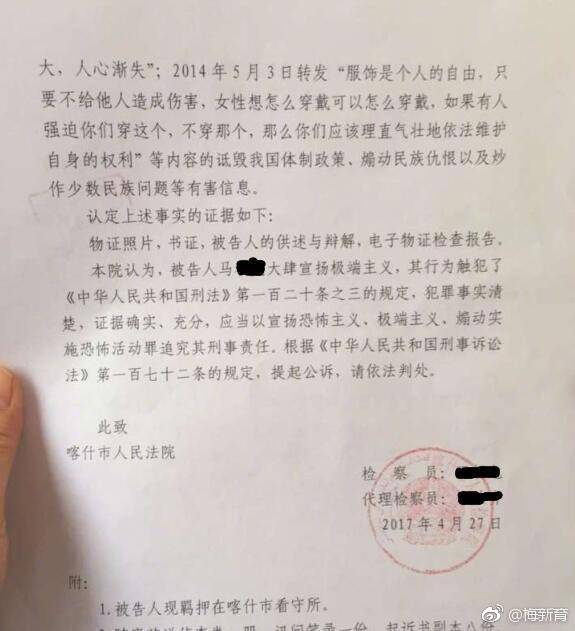 大，人心渐失”；2014年5月3日转发“服饰是个人的自由，只
要不给他人造成伤害，女性想怎么穿戴可以怎么穿戴，如果有人
强迫你们穿这个，不穿那个，那么你们应该理直气壮地依法维护
自身的权利”等内容的诋毁我国体制政策、煽动民族仇恨以及炒
作少数民族问题等有害信息。
认定上述事实的证据如下：
物证照片，书证，被告人的供述与辩解，电子物证检查报告。
本院认为，被告人马大肆宣扬极端主义，其行为触犯了
《中华人民共和国刑法》第一百二十条之三的规定，犯罪事实清
楚，证据确实、充分，应当以宣扬恐怖主义、极端主义、煽动实
施恐怖活动罪追究其刑事责任。根据《中华人民共和国刑事诉讼
法》第一百七十二条的规定，提起公诉，请依法判处。
此致
喀什市人民法院
检 察 员：
代理检察员：
2017年4月27日
附：
1.被告人现羁押在喀什市看守所。
@梅新育